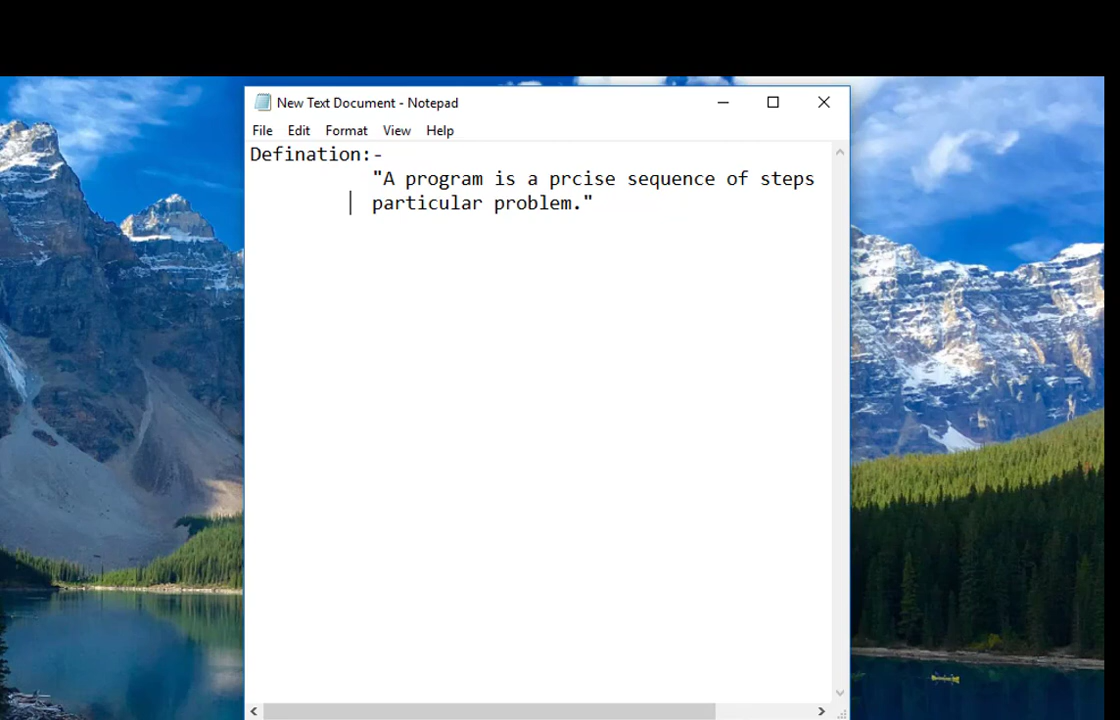 New Text Document - Notepad
File Edit Format View Help
Defination:-
"A program is a prcise sequence of steps
particular problem."